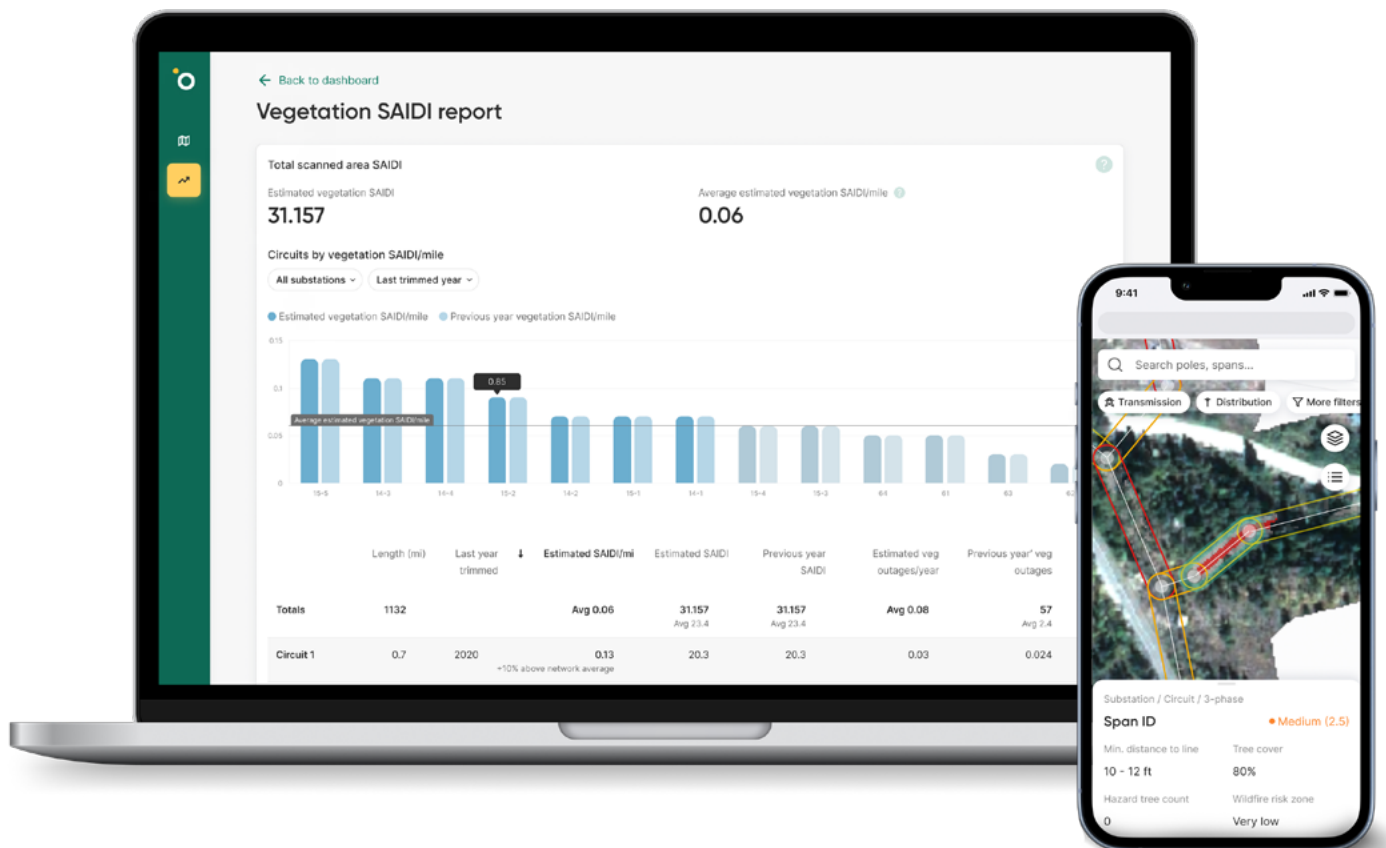 ← Back to dashboard
Vegetation SAIDI report
Total scanned area SAIDI
?
Estimated vegetation SAIDI
Average estimated vegetation SAIDI/mile ?
31.157
0.06
Circuits by vegetation SAIDI/mile
All substations
Last trimmed year
Estimated vegetation SAIDI/mile
Previous year vegetation SAIDI/mile
0.15
0.1
0.05
0
0.85
Average estimated vegetation SAIDI/mile
15-5 14-3 14-4 15-2 14-2 15-1 14-1 15-4 15-3 64 61 63 62
Length (mi)
Last year trimmed
↓ Estimated SAIDI/mi
Estimated SAIDI
Previous year SAIDI
Estimated veg outages/year
Previous year' veg outages
Totals 1132 Avg 0.06 31.157 31.157 Avg 0.08 57
Avg 23.4 Avg 23.4 Avg 2.4
Circuit 1 0.7 2020 0.13 20.3 20.3 0.03 0.024
+10% above network average
9:41
Search poles, spans...
Transmission
Distribution
More filters
Substation / Circuit / 3-phase
Span ID
Medium (2.5)
Min. distance to line
Tree cover
10 - 12 ft
80%
Hazard tree count
Wildfire risk zone
0
Very low